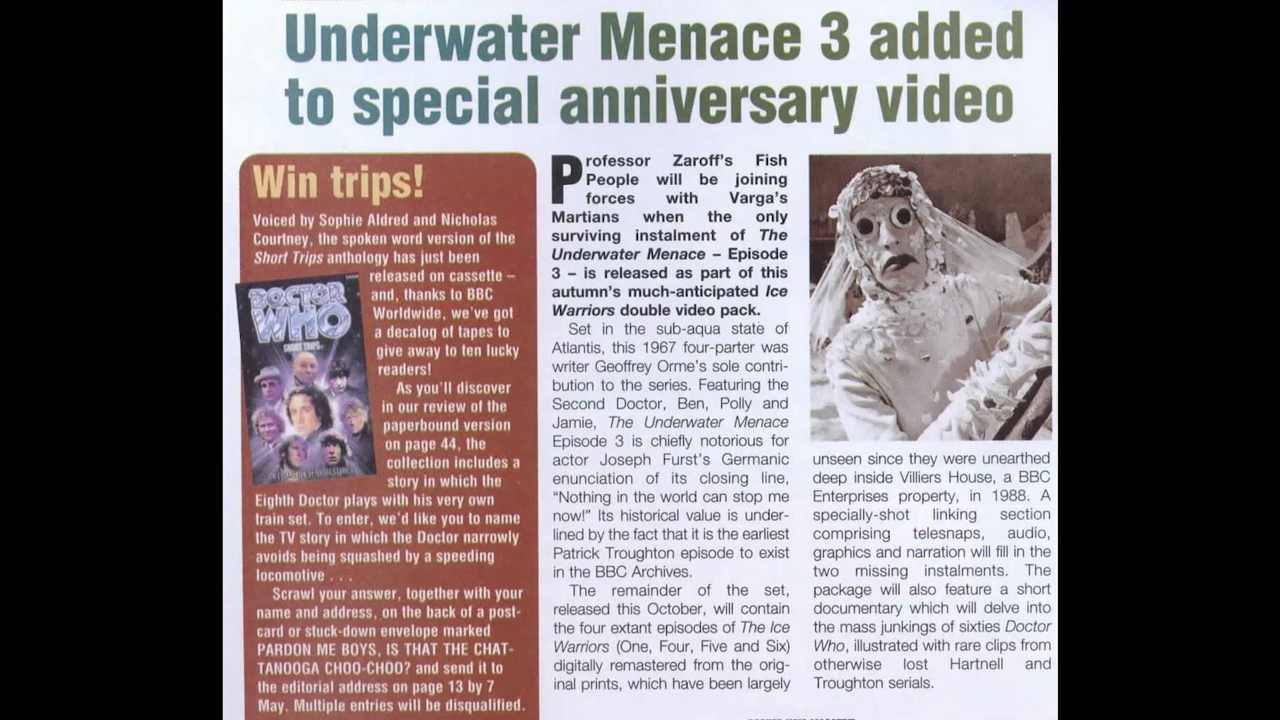 Underwater Menace 3 added
to special anniversary video
Win trips!
Voiced by Sophie Aldred and Nicholas
Courtney, the spoken word version of the
Short Trips anthology has just been
released on cassette –
and, thanks to BBC
Worldwide, we've got
a decalog of tapes to
give away to ten lucky
readers!
As you'll discover
in our review of the
paperbound version
on page 44, the
collection includes a
story in which the
Eighth Doctor plays with his very own
train set. To enter, we'd like you to name
the TV story in which the Doctor narrowly
avoids being squashed by a speeding
locomotive . . .
Scrawl your answer, together with your
name and address, on the back of a post-
card or stuck-down envelope marked
PARDON ME BOYS, IS THAT THE CHAT-
TANOOGA CHOO-CHOO? and send it to
the editorial address on page 13 by 7
May. Multiple entries will be disqualified.
DOCTOR
WHO
SHORT TRIPS
Professor Zaroff's Fish
People will be joining
forces with Varga's
Martians when the only
surviving instalment of The
Underwater Menace – Episode
3 – is released as part of this
autumn's much-anticipated Ice
Warriors double video pack.
Set in the sub-aqua state of
Atlantis, this 1967 four-parter was
writer Geoffrey Orme's sole contri-
bution to the series. Featuring the
Second Doctor, Ben, Polly and
Jamie, The Underwater Menace
Episode 3 is chiefly notorious for
actor Joseph Furst's Germanic
enunciation of its closing line,
"Nothing in the world can stop me
now!" Its historical value is under-
lined by the fact that it is the earliest
Patrick Troughton episode to exist
in the BBC Archives.
The remainder of the set,
released this October, will contain
the four extant episodes of The Ice
Warriors (One, Four, Five and Six)
digitally remastered from the orig-
inal prints, which have been largely
unseen since they were unearthed
deep inside Villiers House, a BBC
Enterprises property, in 1988. A
specially-shot linking section
comprising telesnaps, audio,
graphics and narration will fill in the
two missing instalments. The
package will also feature a short
documentary which will delve into
the mass junkings of sixties Doctor
Who, illustrated with rare clips from
otherwise lost Hartnell and
Troughton serials.